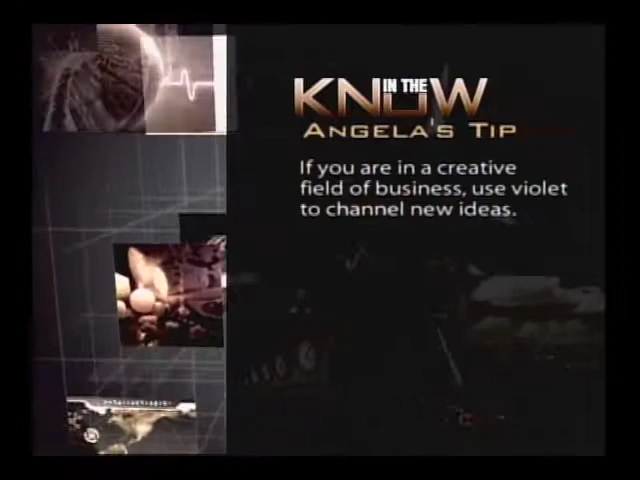 IN THE
KNOW
ANGELA'S TIP
If you are in a creative
field of business, use violet
to channel new ideas.